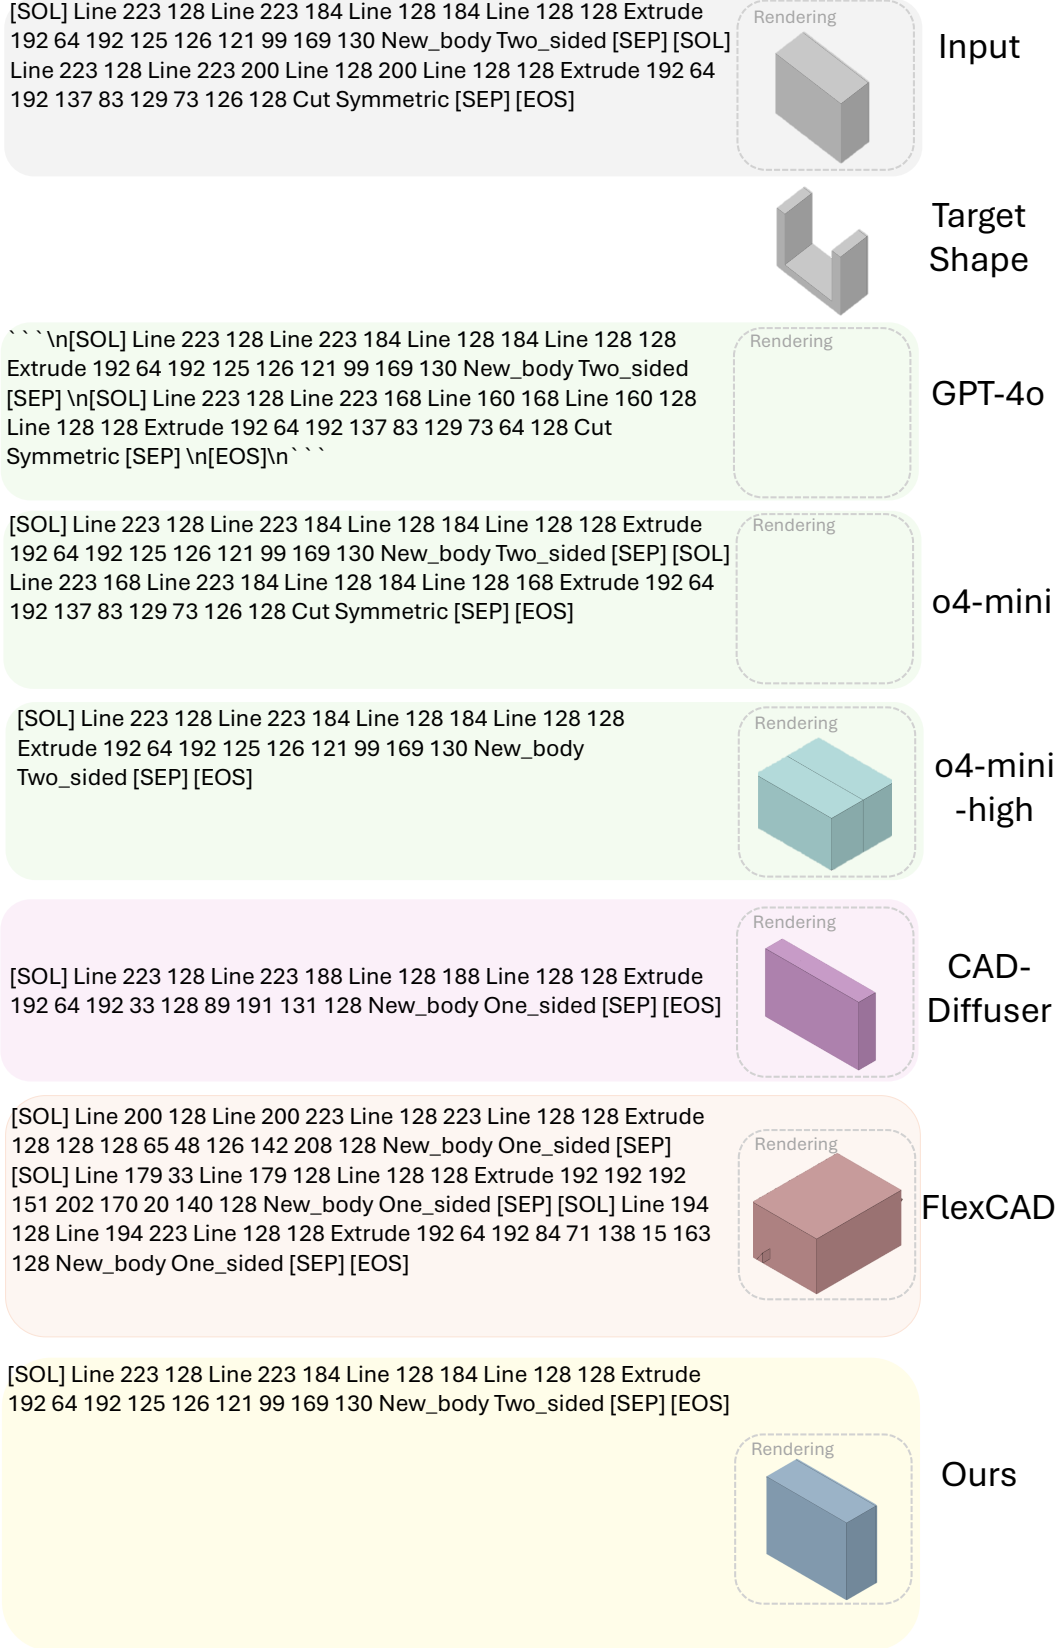 [SOL] Line 223 128 Line 223 184 Line 128 184 Line 128 128 Extrude
192 64 192 125 126 121 99 169 130 New_body Two_sided [SEP] [SOL]
Line 223 128 Line 223 200 Line 128 200 Line 128 128 Extrude 192 64
192 137 83 129 73 126 128 Cut Symmetric [SEP] [EOS]
Rendering
Input
Target
Shape
```\n[SOL] Line 223 128 Line 223 184 Line 128 184 Line 128 128
Extrude 192 64 192 125 126 121 99 169 130 New_body Two_sided
[SEP] \n[SOL] Line 223 128 Line 223 168 Line 160 168 Line 160 128
Line 128 128 Extrude 192 64 192 137 83 129 73 64 128 Cut
Symmetric [SEP] \n[EOS]\n```
Rendering
GPT-4o
[SOL] Line 223 128 Line 223 184 Line 128 184 Line 128 128 Extrude
192 64 192 125 126 121 99 169 130 New_body Two_sided [SEP] [SOL]
Line 223 168 Line 223 184 Line 128 184 Line 128 168 Extrude 192 64
192 137 83 129 73 126 128 Cut Symmetric [SEP] [EOS]
Rendering
o4-mini
[SOL] Line 223 128 Line 223 184 Line 128 184 Line 128 128
Extrude 192 64 192 125 126 121 99 169 130 New_body
Two_sided [SEP] [EOS]
Rendering
o4-mini
-high
[SOL] Line 223 128 Line 223 188 Line 128 188 Line 128 128 Extrude
192 64 192 33 128 89 191 131 128 New_body One_sided [SEP] [EOS]
Rendering
CAD-
Diffuser
[SOL] Line 200 128 Line 200 223 Line 128 223 Line 128 128 Extrude
128 128 128 65 48 126 142 208 128 New_body One_sided [SEP]
[SOL] Line 179 33 Line 179 128 Line 128 128 Extrude 192 192 192
151 202 170 20 140 128 New_body One_sided [SEP] [SOL] Line 194
128 Line 194 223 Line 128 128 Extrude 192 64 192 84 71 138 15 163
128 New_body One_sided [SEP] [EOS]
Rendering
FlexCAD
[SOL] Line 223 128 Line 223 184 Line 128 184 Line 128 128 Extrude
192 64 192 125 126 121 99 169 130 New_body Two_sided [SEP] [EOS]
Rendering
Ours